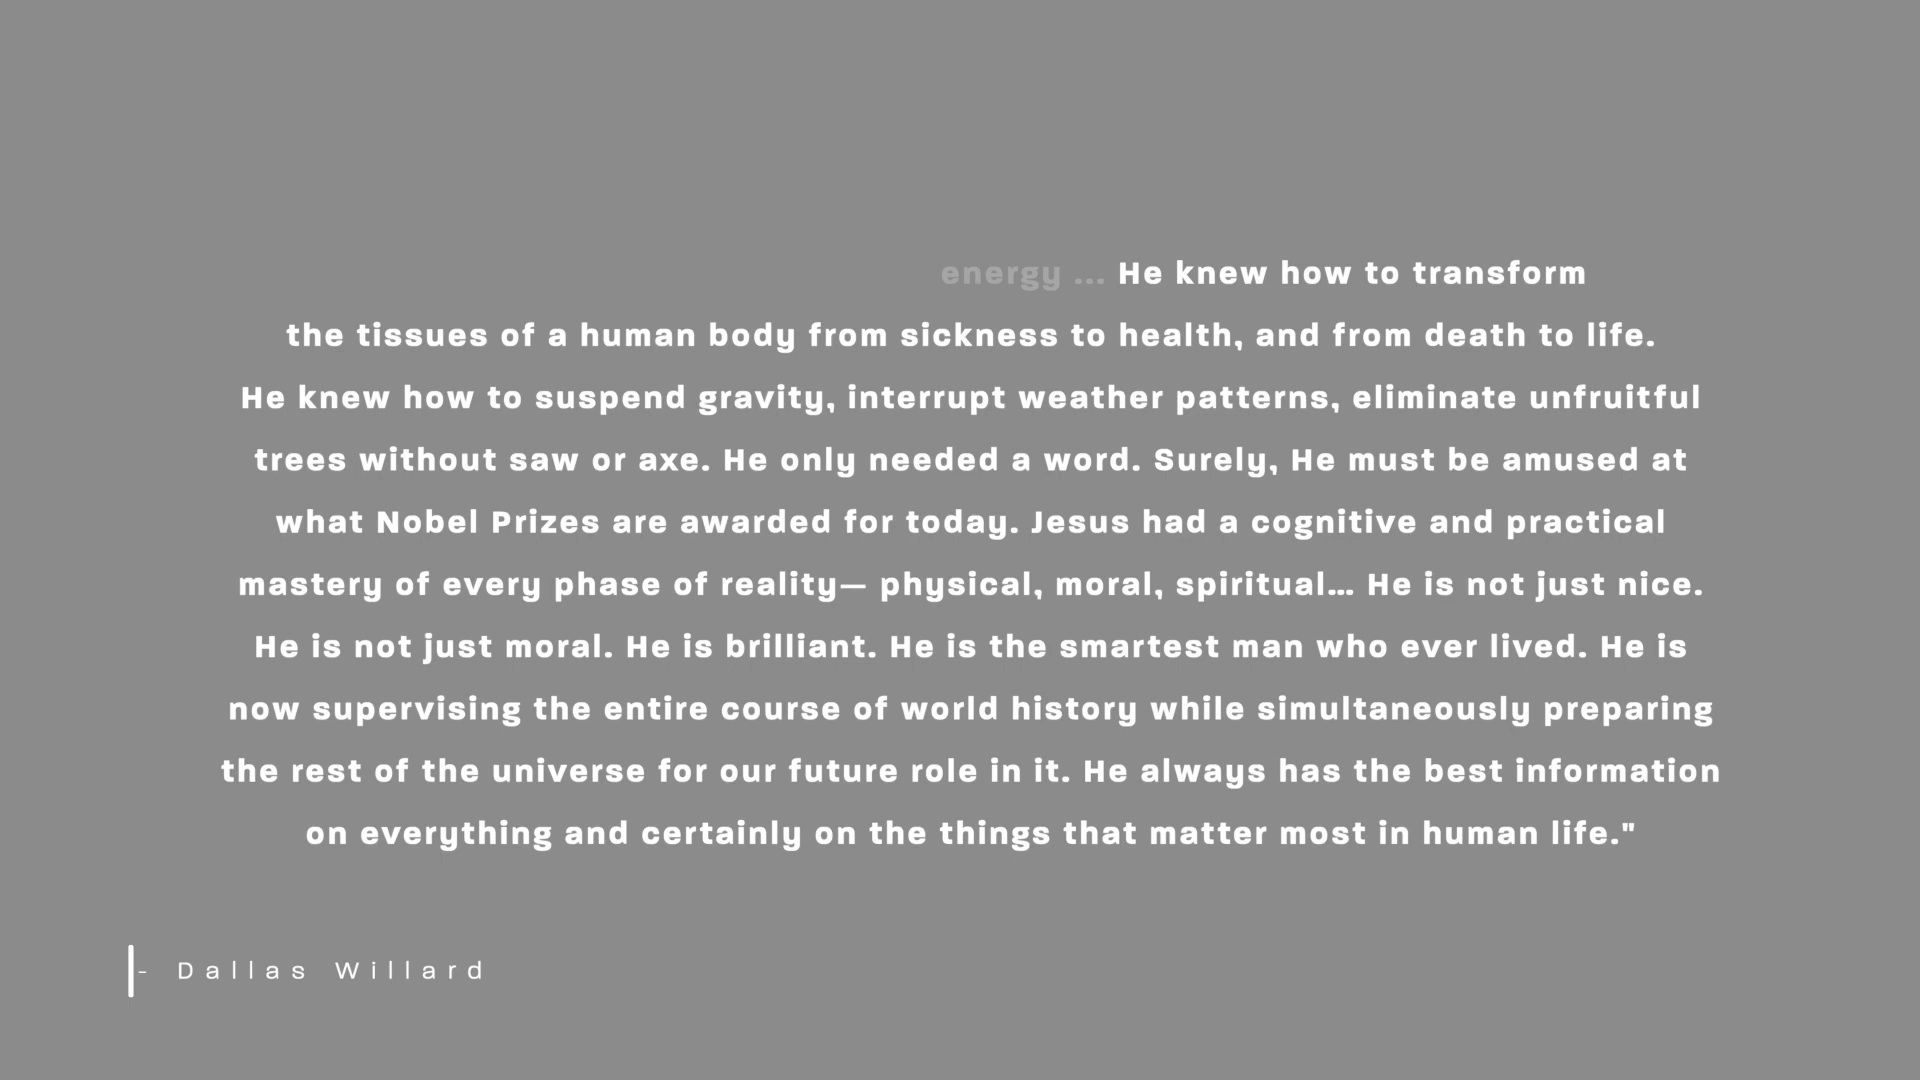 energy ... He knew how to transform
the tissues of a human body from sickness to health, and from death to life.
He knew how to suspend gravity, interrupt weather patterns, eliminate unfruitful
trees without saw or axe. He only needed a word. Surely, He must be amused at
what Nobel Prizes are awarded for today. Jesus had a cognitive and practical
mastery of every phase of reality— physical, moral, spiritual... He is not just nice.
He is not just moral. He is brilliant. He is the smartest man who ever lived. He is
now supervising the entire course of world history while simultaneously preparing
the rest of the universe for our future role in it. He always has the best information
on everything and certainly on the things that matter most in human life."
- Dallas Willard